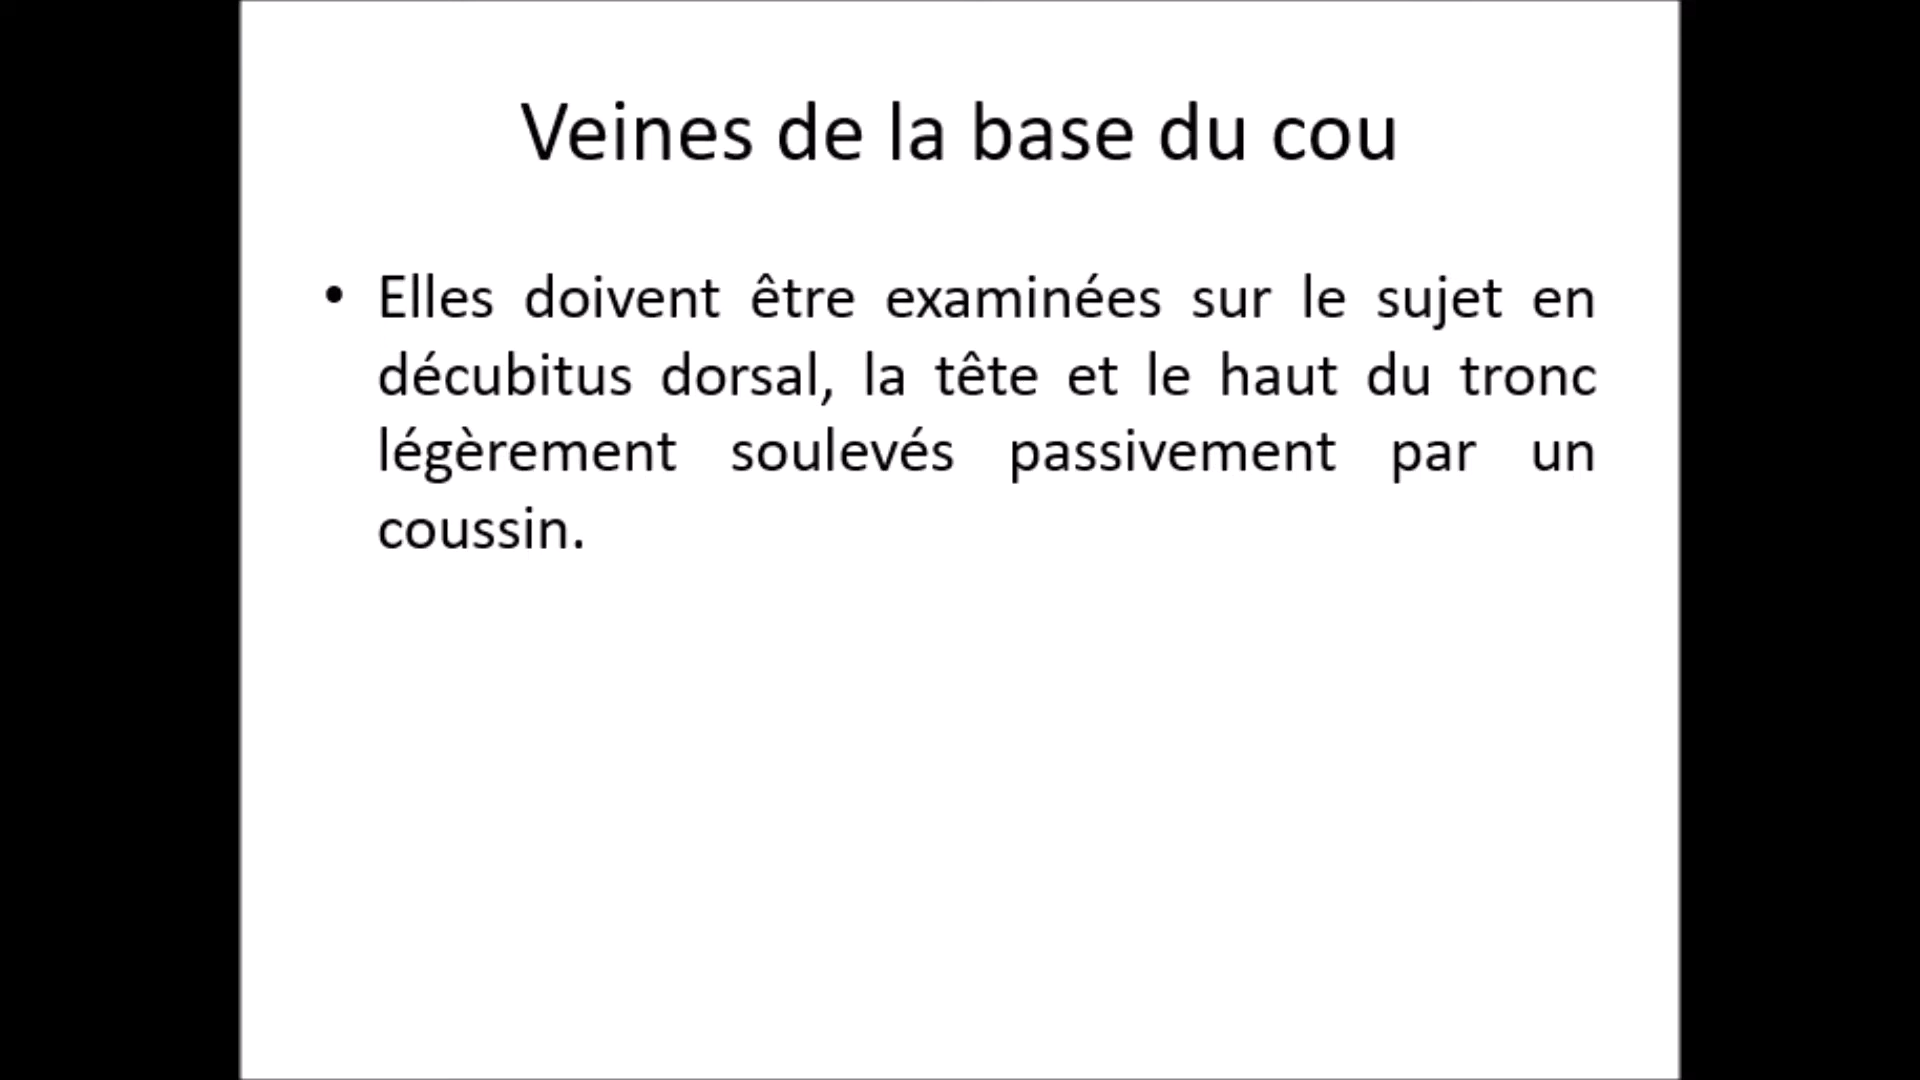 Veines de la base du cou
• Elles doivent être examinées sur le sujet en
décubitus dorsal, la tête et le haut du tronc
légèrement soulevés passivement par un
coussin.